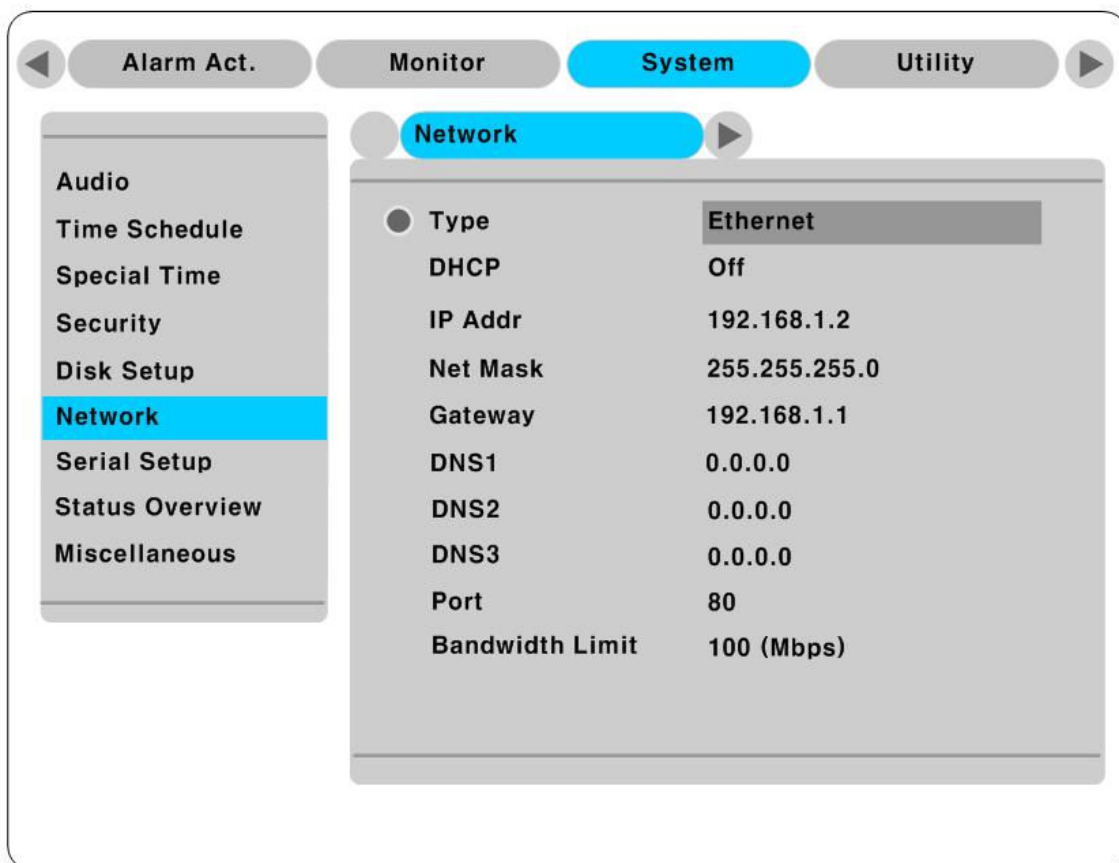 Alarm Act. Monitor System Utility
Network
Audio
Time Schedule
Special Time
Security
Disk Setup
Network
Serial Setup
Status Overview
Miscellaneous
Type Ethernet
DHCP Off
IP Addr 192.168.1.2
Net Mask 255.255.255.0
Gateway 192.168.1.1
DNS1 0.0.0.0
DNS2 0.0.0.0
DNS3 0.0.0.0
Port 80
Bandwidth Limit 100 (Mbps)